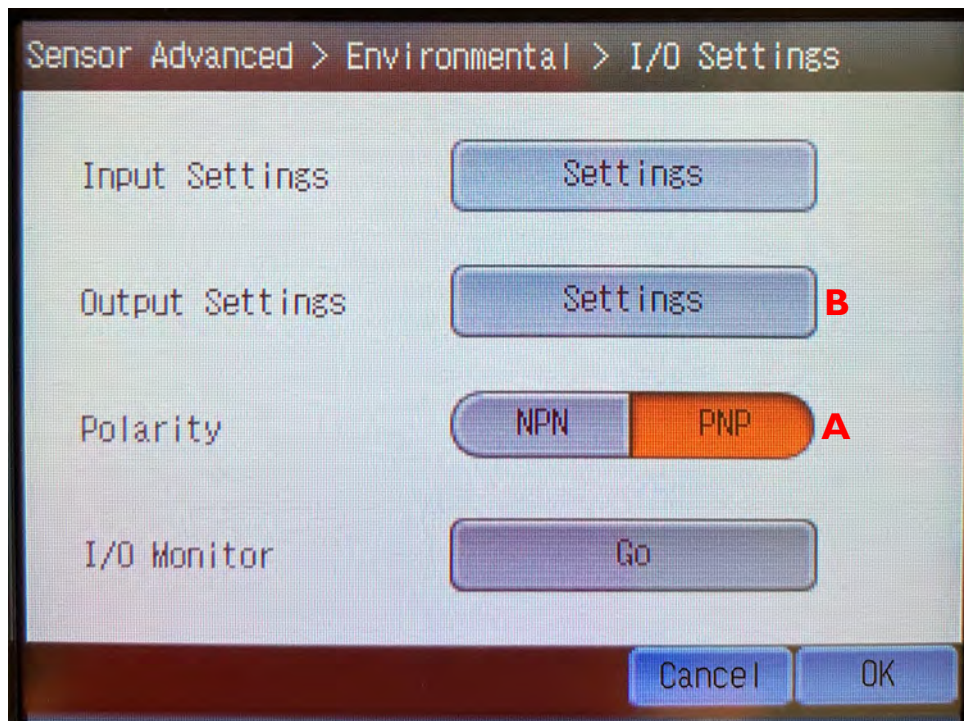 Sensor Advanced > Environmental > I/O Settings
Input Settings Settings
Output Settings Settings B
Polarity NPN PNP A
I/O Monitor Go
Cancel OK